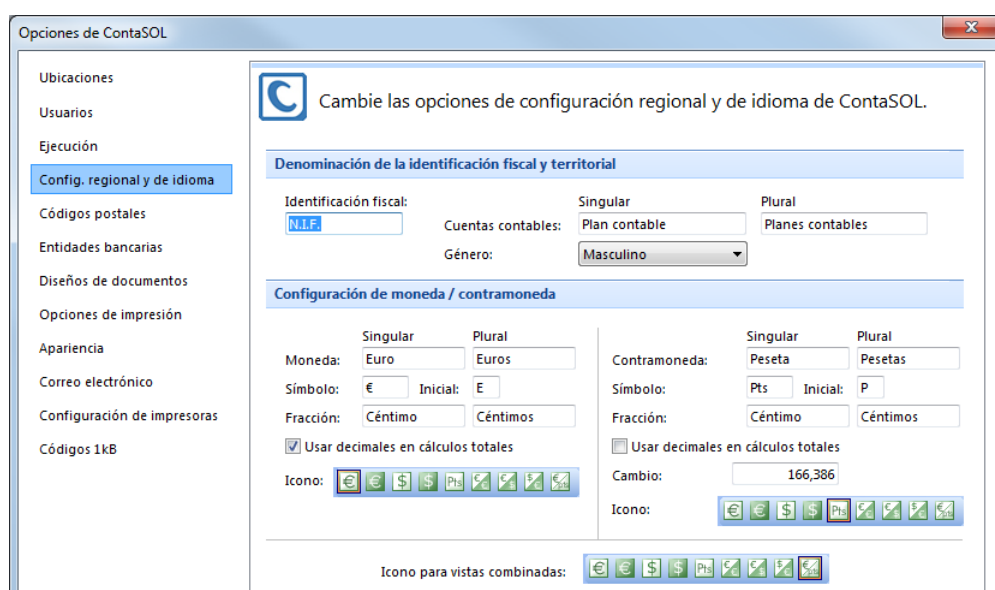 Opciones de ContaSOL
Ubicaciones
Usuarios
Ejecución
Config. regional y de idioma
Códigos postales
Entidades bancarias
Diseños de documentos
Opciones de impresión
Apariencia
Correo electrónico
Configuración de impresoras
Códigos 1kB
C
Cambie las opciones de configuración regional y de idioma de ContaSOL.
Denominación de la identificación fiscal y territorial
Identificación fiscal: Singular Plural
N.I.F. Cuentas contables: Plan contable Planes contables
Género: Masculino
Configuración de moneda / contramoneda
Singular Plural
Moneda: Euro Euros
Símbolo: € Inicial: E
Fracción: Céntimo Céntimos
Usar decimales en cálculos totales
Icono: € € $ $ Pts
Singular Plural
Contramoneda: Peseta Pesetas
Símbolo: Pts Inicial: P
Fracción: Céntimo Céntimos
Usar decimales en cálculos totales
Cambio: 166,386
Icono: € € $ $ Pts
Icono para vistas combinadas: € € $ $ Pts